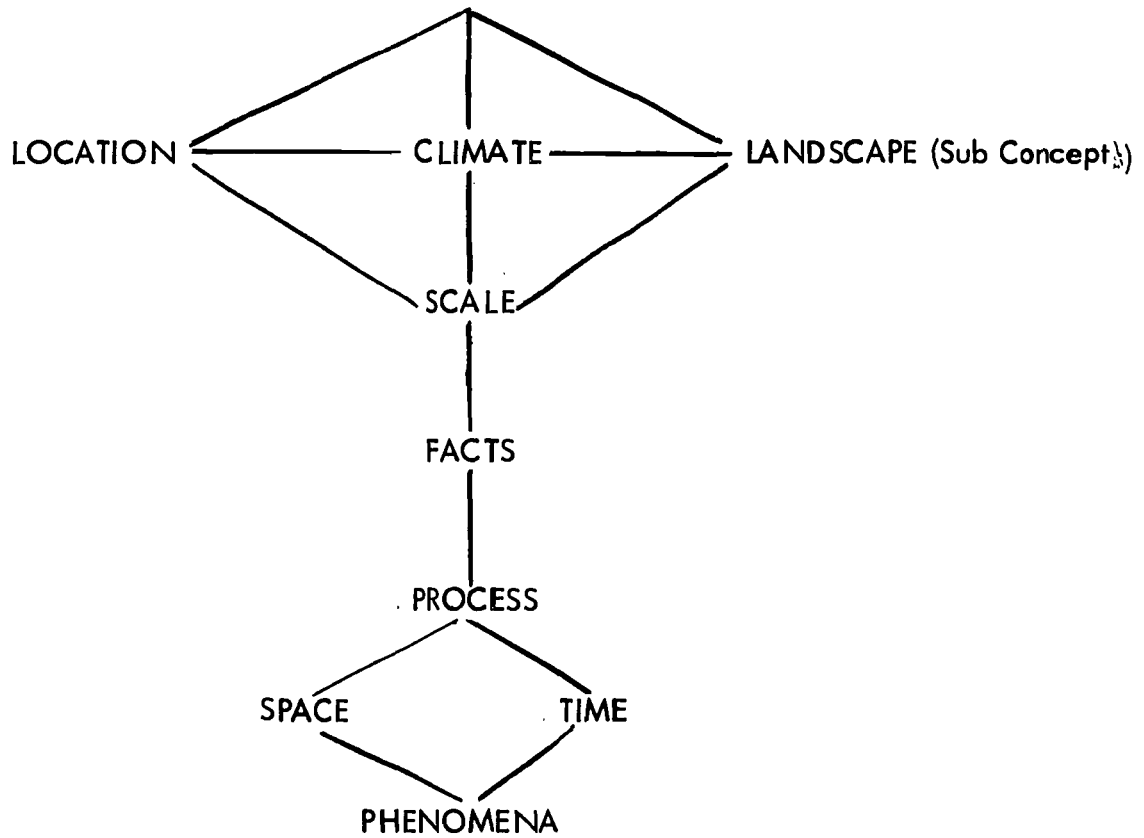 LOCATION CLIMATE LANDSCAPE (Sub Concepts)
SCALE
FACTS
PROCESS
SPACE TIME
PHENOMENA